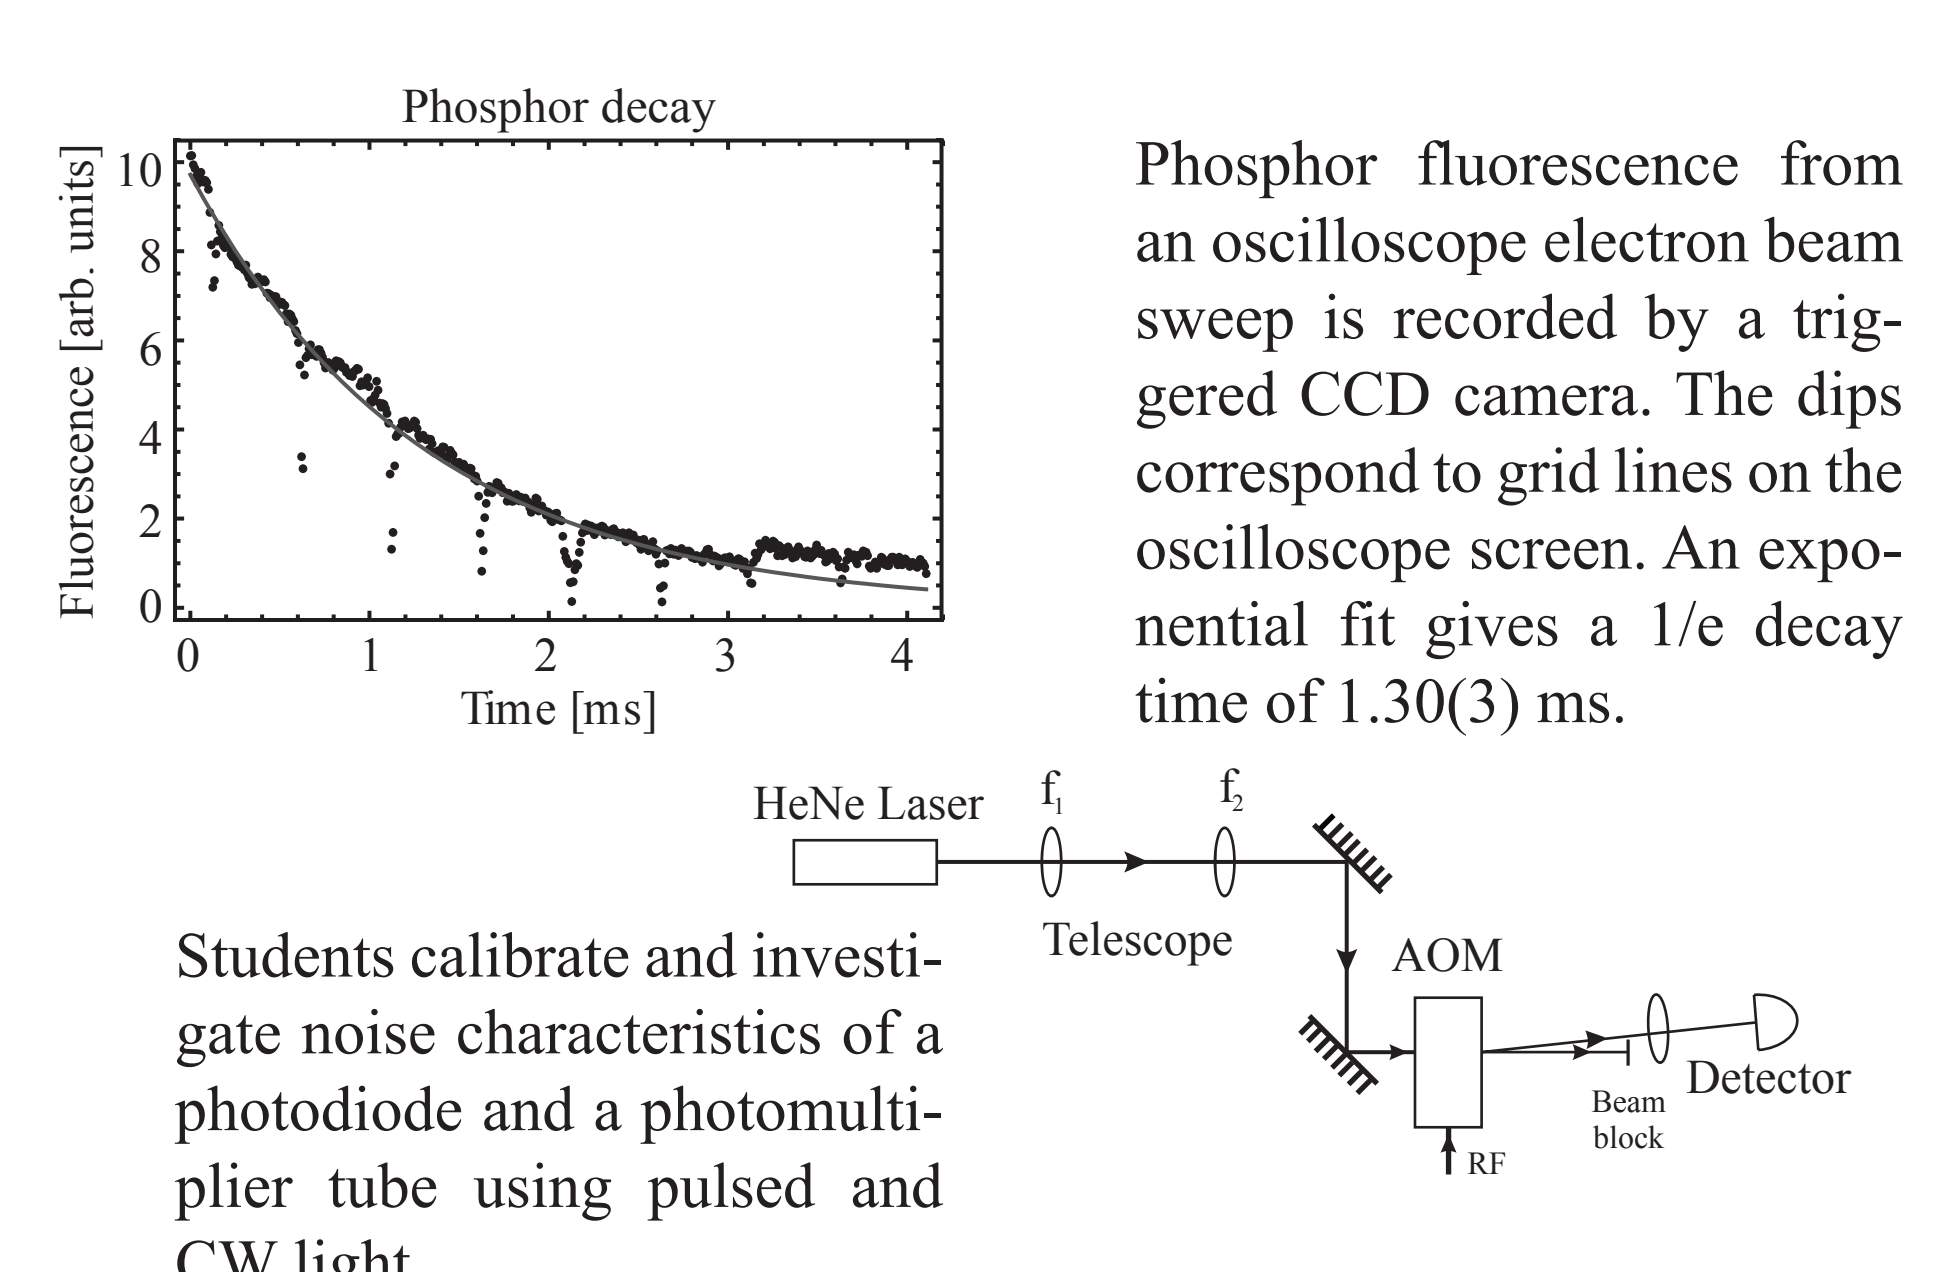 Phosphor decay
Fluorescence [arb. units]
10
8
6
4
2
0
0 1 2 3 4
Time [ms]
Phosphor fluorescence from
an oscilloscope electron beam
sweep is recorded by a trig-
gered CCD camera. The dips
correspond to grid lines on the
oscilloscope screen. An expo-
nential fit gives a 1/e decay
time of 1.30(3) ms.
HeNe Laser
f₁
f₂
Telescope
AOM
Detector
Beam
block
RF
Students calibrate and investi-
gate noise characteristics of a
photodiode and a photomulti-
plier tube using pulsed and
CW light